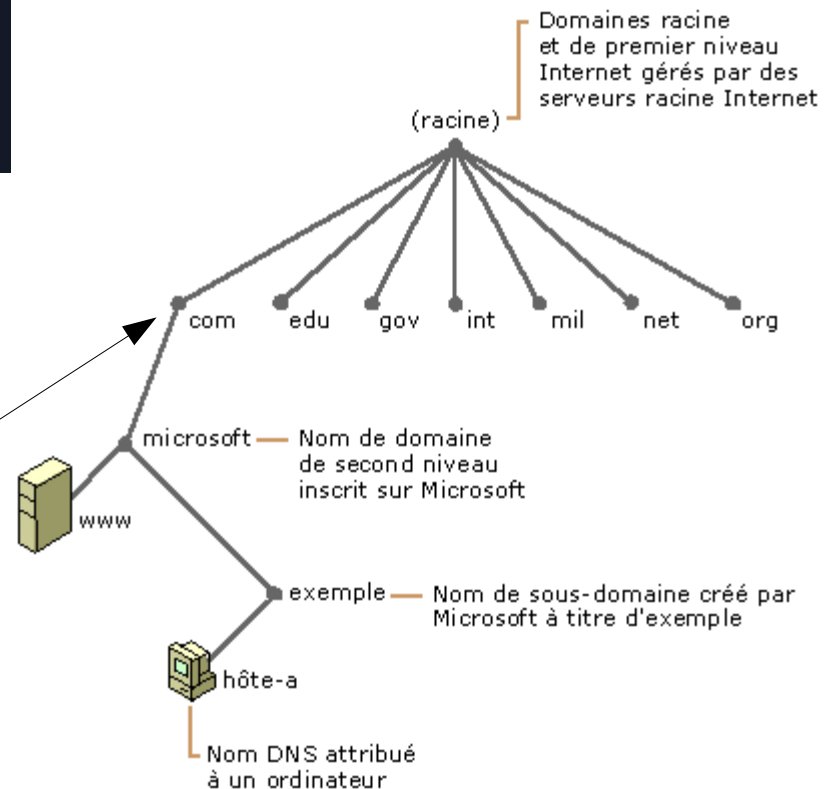 Domaines racine
et de premier niveau
Internet gérés par des
serveurs racine Internet
(racine)
com
edu
gov
int
mil
net
org
microsoft
Nom de domaine
de second niveau
inscrit sur Microsoft
www
exemple
Nom de sous-domaine créé par
Microsoft à titre d'exemple
hôte-a
Nom DNS attribué
à un ordinateur